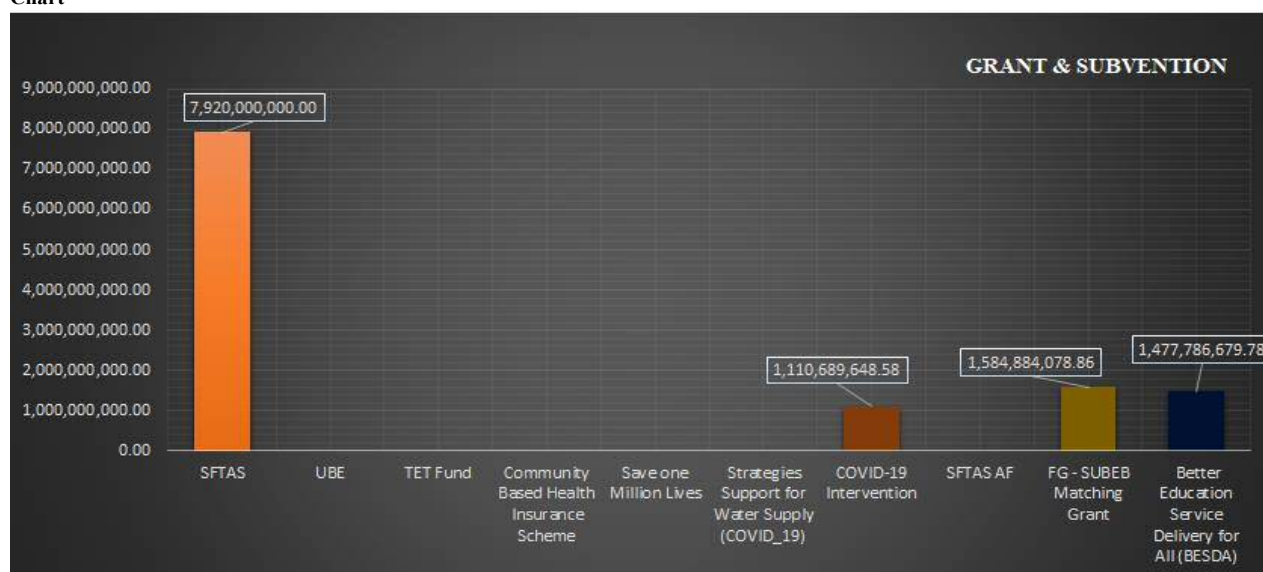 Chart
GRANT & SUBVENTION
9,000,000,000.00
8,000,000,000.00
7,000,000,000.00
6,000,000,000.00
5,000,000,000.00
4,000,000,000.00
3,000,000,000.00
2,000,000,000.00
1,000,000,000.00
0.00
7,920,000,000.00
1,110,689,648.58
1,584,884,078.86
1,477,786,679.78
SFTAS
UBE
TET Fund
Community
Based Health
Insurance
Scheme
Save one
Million Lives
Strategies
Support for
Water Supply
(COVID_19)
COVID-19
Intervention
SFTAS AF
FG - SUBEB
Matching
Grant
Better
Education
Service
Delivery for
All (BESDA)